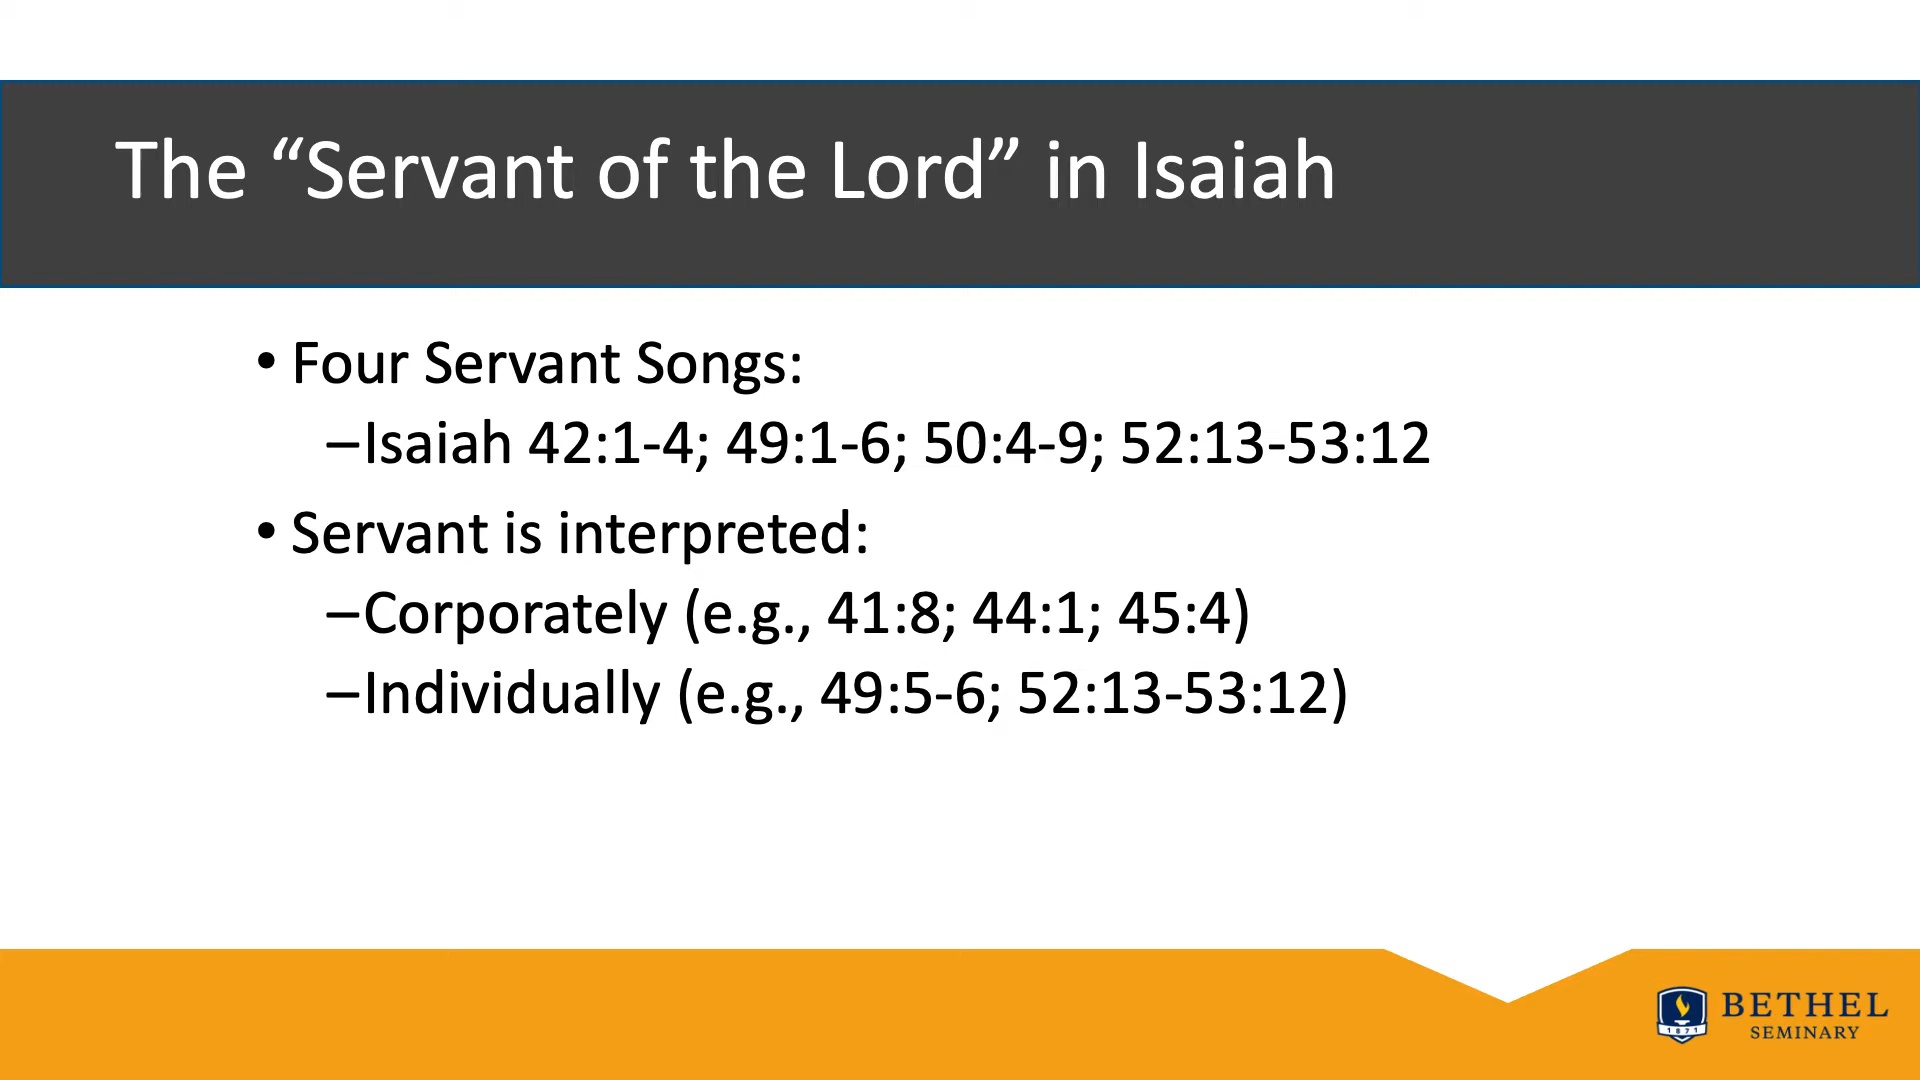 The “Servant of the Lord” in Isaiah
• Four Servant Songs:
–Isaiah 42:1-4; 49:1-6; 50:4-9; 52:13-53:12
• Servant is interpreted:
–Corporately (e.g., 41:8; 44:1; 45:4)
–Individually (e.g., 49:5-6; 52:13-53:12)
1871
BETHEL
SEMINARY